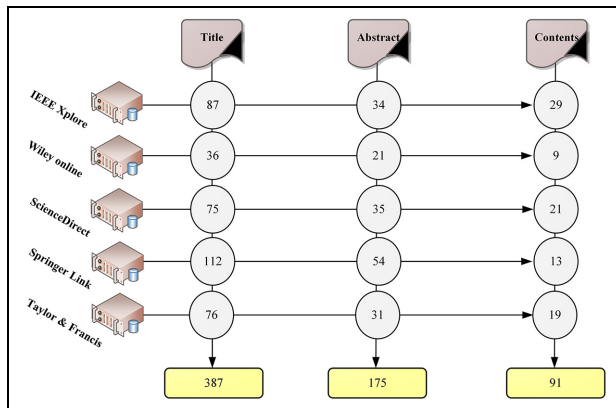 Title Abstract Contents
IEEE Xplore 87 34 29
Wiley online 36 21 9
ScienceDirect 75 35 21
Springer Link 112 54 13
Taylor & Francis 76 31 19
387 175 91